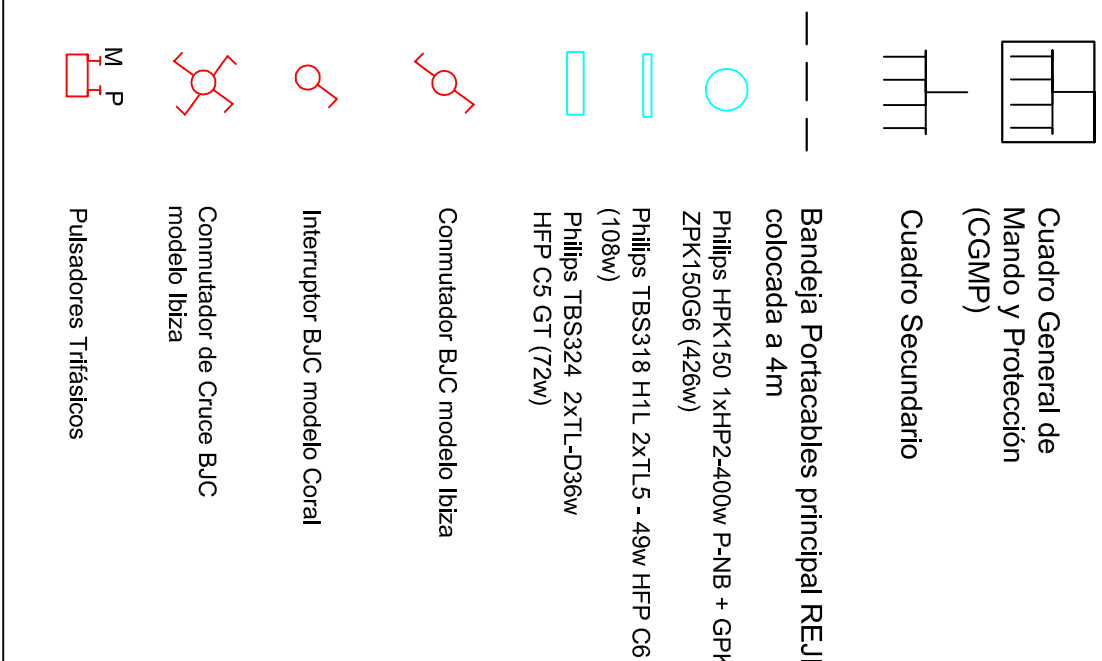 Cuadro General de
Mando y Protección
(CGMP)
Cuadro Secundario
Bandeja Portacables principal
colocada a 4m
Philips HPK150 1xHP2-400w P-NB +
ZPK150G6 (426w)
Philips TBS318 H1L 2xTL5 - 49w HFP C6
(108w)
Philips TBS324 2xTL-D36w
HFP C5 GT (72w)
Conmutador BJC modelo Ibiza
Interruptor BJC modelo Coral
Conmutador de Cruce BJC
modelo Ibiza
M P
Pulsadores Trifásicos